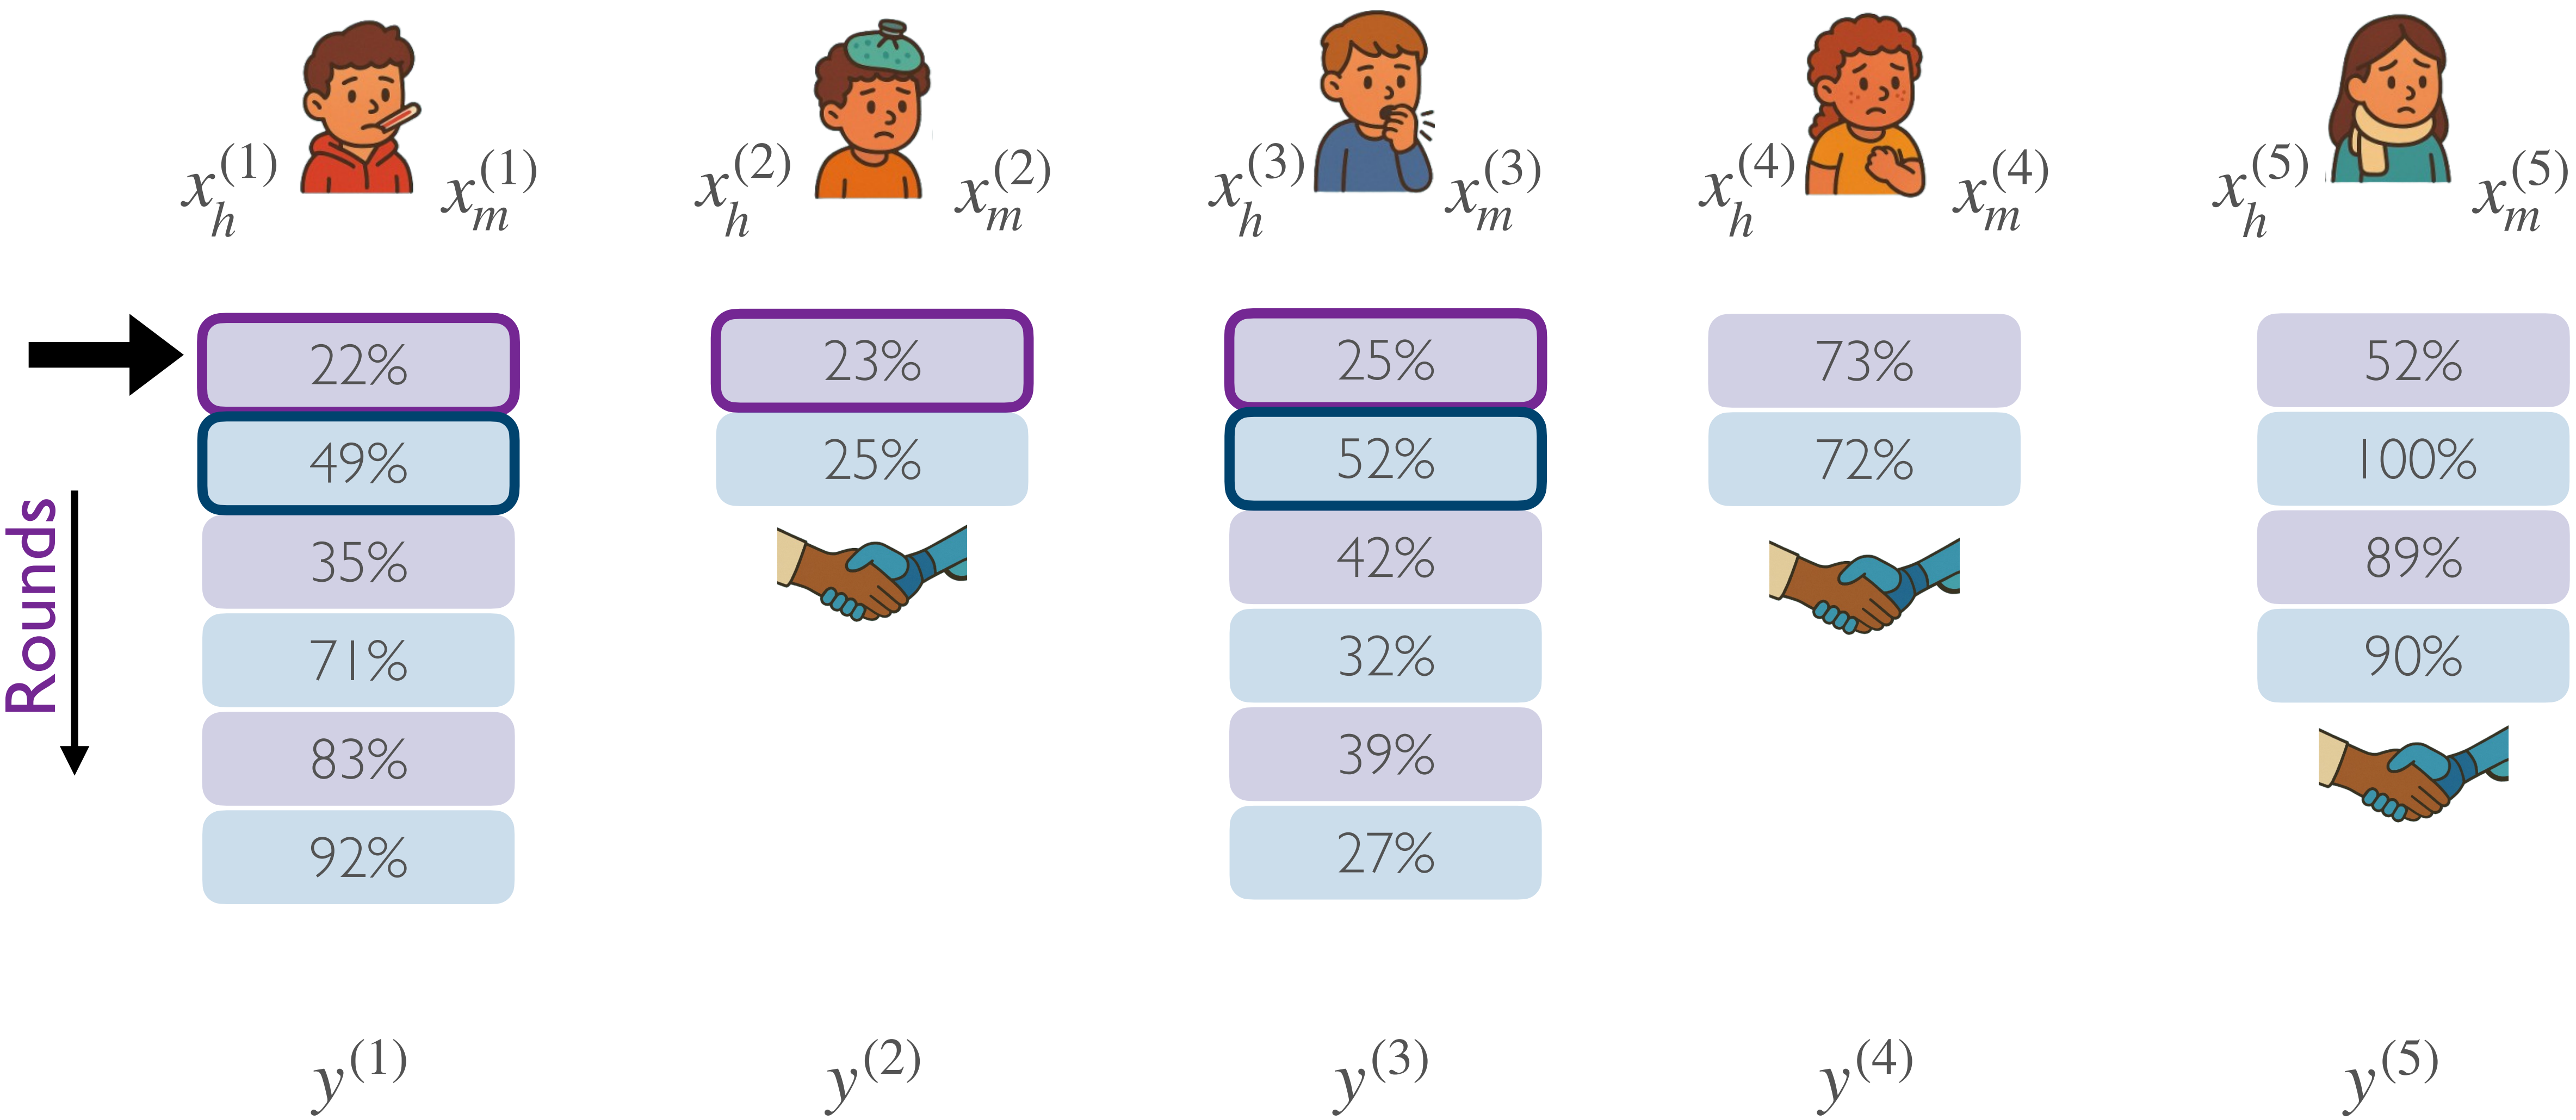 x_h^(1) x_m^(1) x_h^(2) x_m^(2) x_h^(3) x_m^(3) x_h^(4) x_m^(4) x_h^(5) x_m^(5)
22% 23% 25% 73% 52%
49% 25% 52% 72% 100%
35% 42% 89%
71% 32% 90%
83% 39%
92% 27%
Rounds
y^(1) y^(2) y^(3) y^(4) y^(5)